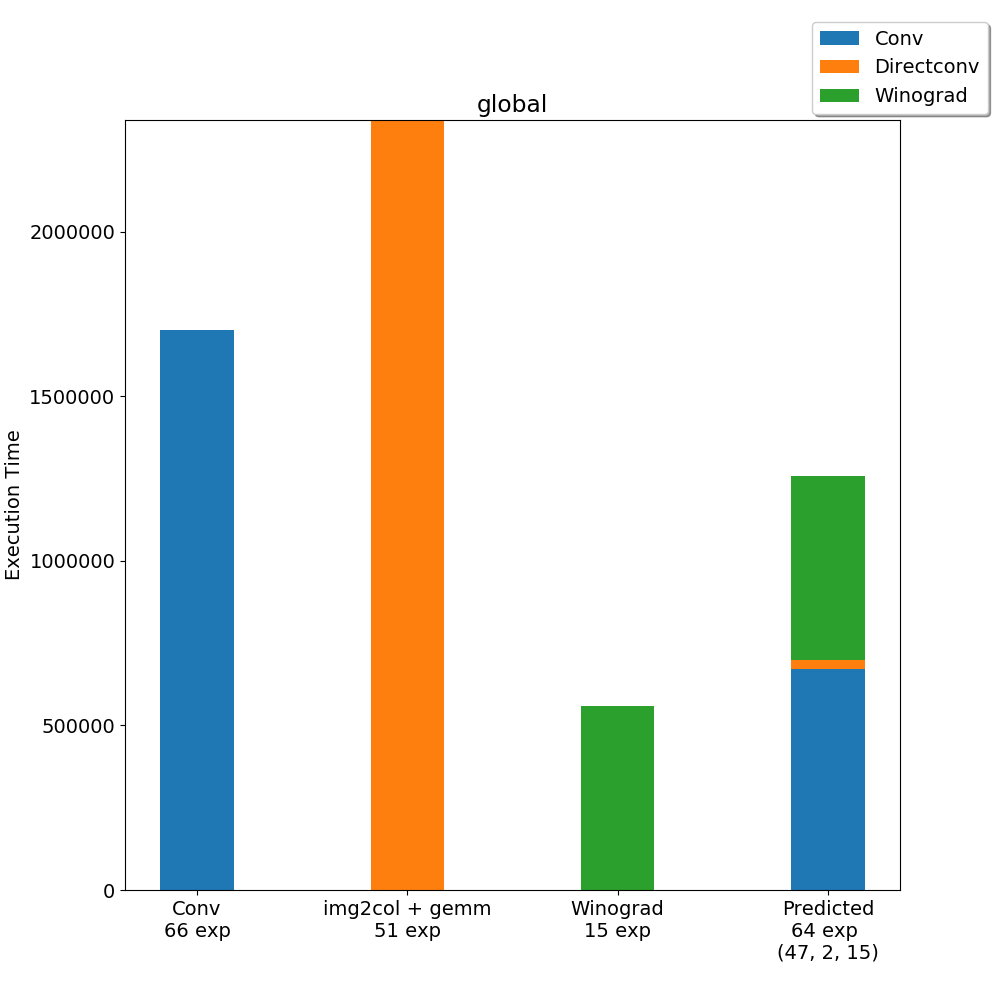 Conv
Directconv
Winograd
global
Execution Time
2000000
1500000
1000000
500000
0
Conv
66 exp
img2col + gemm
51 exp
Winograd
15 exp
Predicted
64 exp
(47, 2, 15)